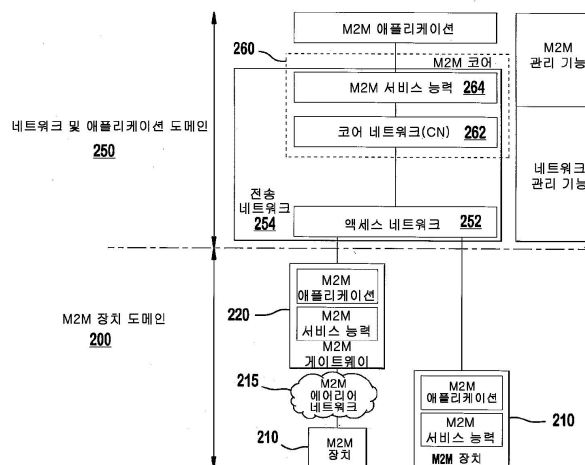 M2M 애플리케이션
260
M2M 코어
M2M 서비스 능력 264
코어 네트워크(CN) 262
M2M
관리 기능
네트워크
관리 기능
네트워크 및 애플리케이션 도메인
250
전송
네트워크
254
액세스 네트워크 252
M2M 장치 도메인
200
220
M2M
애플리케이션
M2M
서비스 능력
M2M
게이트웨이
215
M2M
에어리어
네트워크
210
M2M
장치
M2M
애플리케이션
M2M
서비스 능력
M2M 장치
210